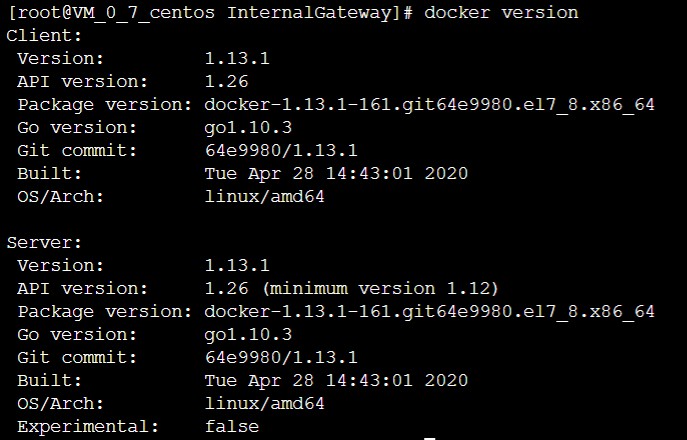 [root@VM_0_7_centos InternalGateway]# docker version
Client:
 Version:         1.13.1
 API version:     1.26
 Package version: docker-1.13.1-161.git64e9980.el7_8.x86_64
 Go version:      go1.10.3
 Git commit:      64e9980/1.13.1
 Built:           Tue Apr 28 14:43:01 2020
 OS/Arch:         linux/amd64

Server:
 Version:         1.13.1
 API version:     1.26 (minimum version 1.12)
 Package version: docker-1.13.1-161.git64e9980.el7_8.x86_64
 Go version:      go1.10.3
 Git commit:      64e9980/1.13.1
 Built:           Tue Apr 28 14:43:01 2020
 OS/Arch:         linux/amd64
 Experimental:    false